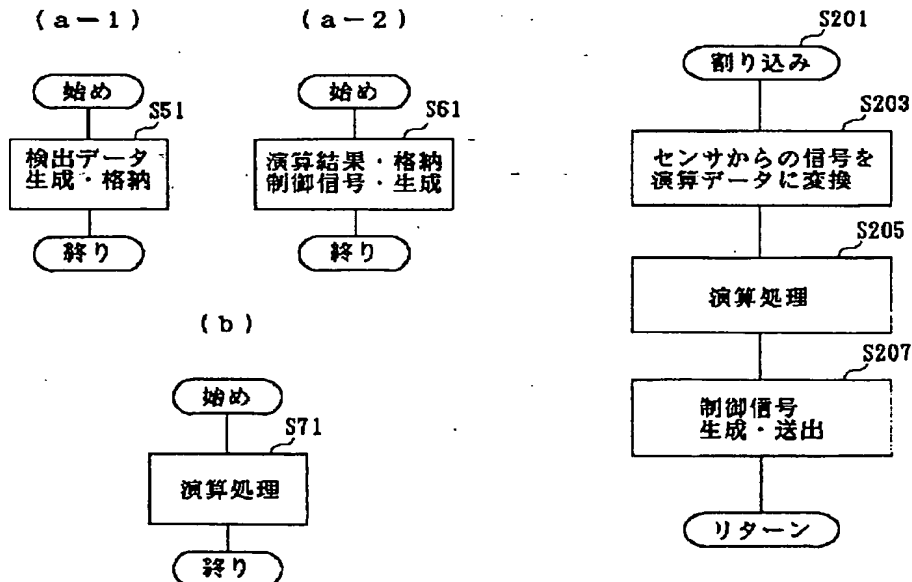 (a-1)
始め
S51
検出データ
生成・格納
終り
(a-2)
始め
S61
演算結果・格納
制御信号・生成
終り
(b)
始め
S71
演算処理
終り
S201
割り込み
S203
センサからの信号を
演算データに変換
S205
演算処理
S207
制御信号
生成・送出
リターン